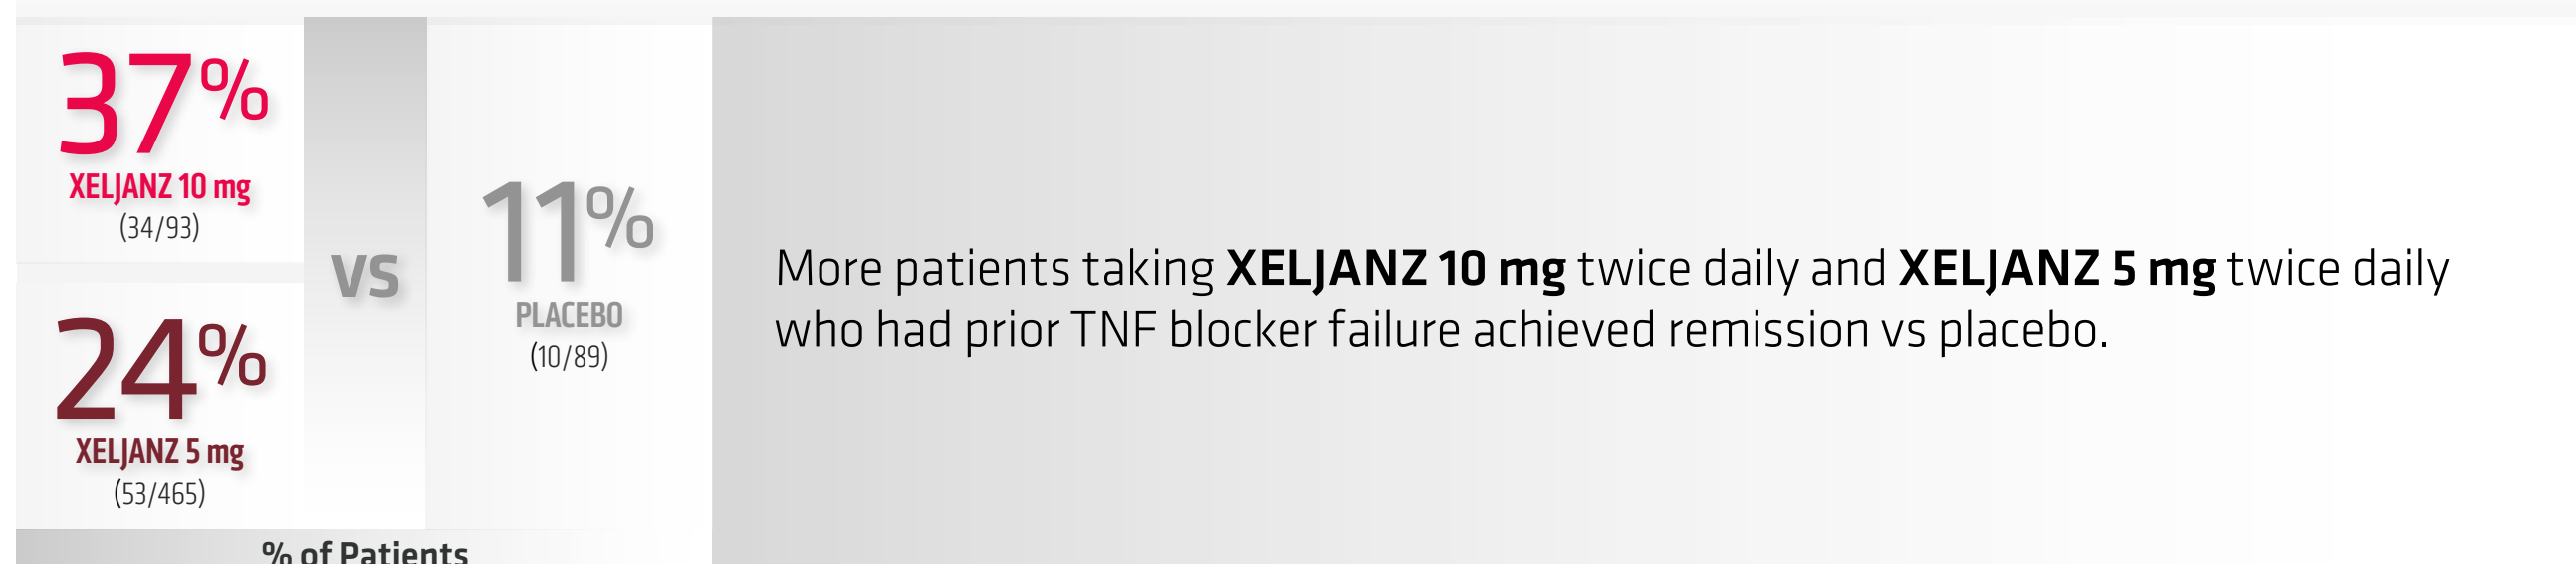 37%
XELJANZ 10 mg
(34/93)
24%
XELJANZ 5 mg
(53/465)
VS
11%
PLACEBO
(10/89)
% of Patients
More patients taking XELJANZ 10 mg twice daily and XELJANZ 5 mg twice daily
who had prior TNF blocker failure achieved remission vs placebo.